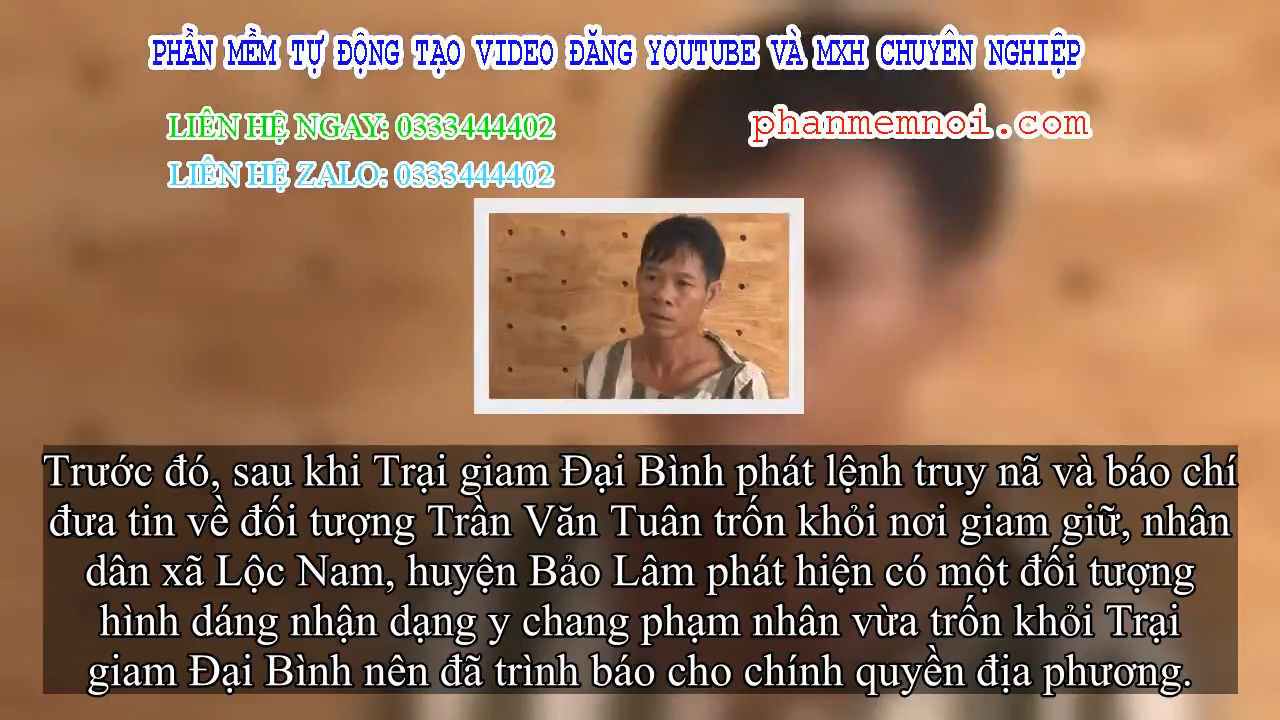 PHẦN MỀM TỰ ĐỘNG TẠO VIDEO ĐĂNG YOUTUBE VÀ MXH CHUYÊN NGHIỆP
LIÊN HỆ NGAY: 0333444402
phanmemnoi.com
LIÊN HỆ ZALO: 0333444402
Trước đó, sau khi Trại giam Đại Bình phát lệnh truy nã và báo chí
đưa tin về đối tượng Trần Văn Tuân trốn khỏi nơi giam giữ, nhân
dân xã Lộc Nam, huyện Bảo Lâm phát hiện có một đối tượng
hình dáng nhận dạng y chang phạm nhân vừa trốn khỏi Trại
giam Đại Bình nên đã trình báo cho chính quyền địa phương.